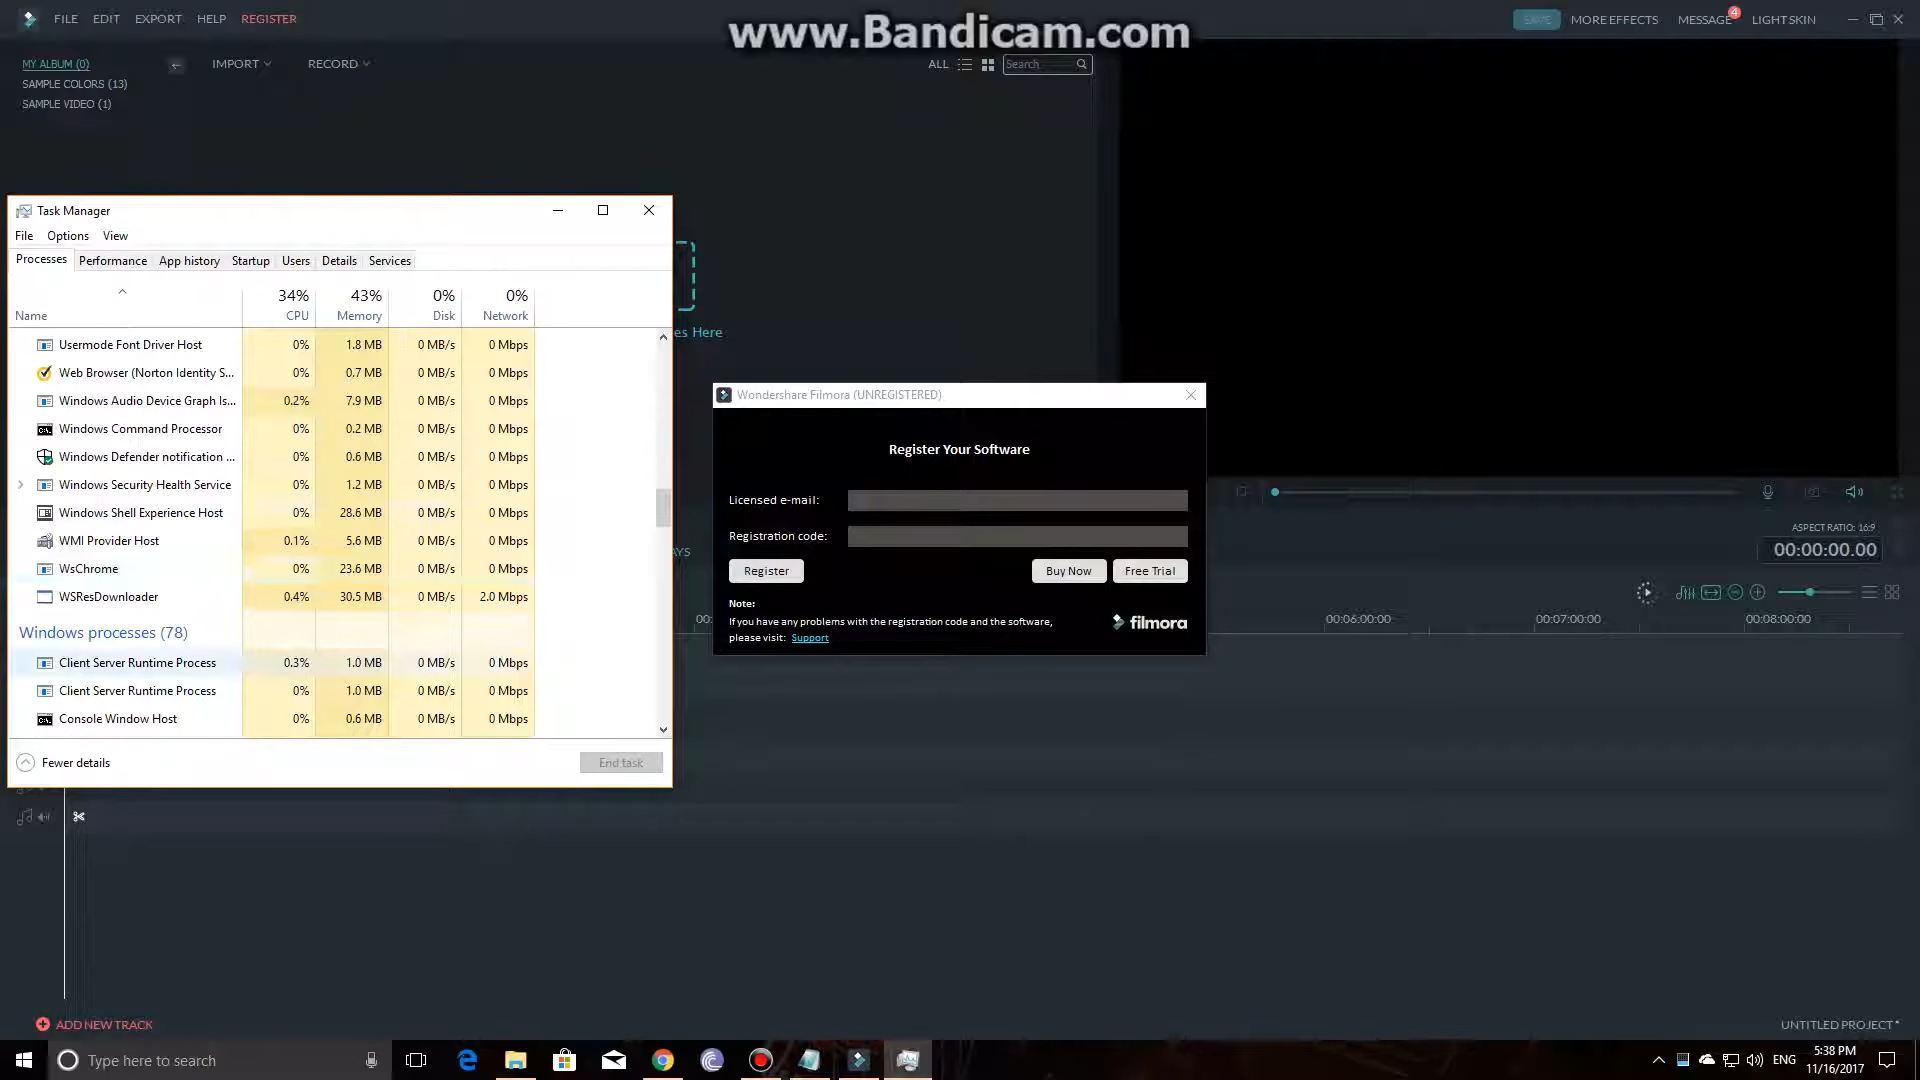 FILE EDIT EXPORT HELP REGISTER
www.Bandicam.com
SAVE MORE EFFECTS MESSAGE 4 LIGHT SKIN
MY ALBUM (0)
SAMPLE COLORS (13)
SAMPLE VIDEO (1)
IMPORT RECORD ALL Search
Task Manager
File Options View
Processes Performance App history Startup Users Details Services
34% 43% 0% 0%
Name CPU Memory Disk Network
Usermode Font Driver Host 0% 1.8 MB 0 MB/s 0 Mbps
Web Browser (Norton Identity S... 0% 0.7 MB 0 MB/s 0 Mbps
Windows Audio Device Graph Is... 0.2% 7.9 MB 0 MB/s 0 Mbps
Windows Command Processor 0% 0.2 MB 0 MB/s 0 Mbps
Windows Defender notification ... 0% 0.6 MB 0 MB/s 0 Mbps
Windows Security Health Service 0% 1.2 MB 0 MB/s 0 Mbps
Windows Shell Experience Host 0% 28.6 MB 0 MB/s 0 Mbps
WMI Provider Host 0.1% 5.6 MB 0 MB/s 0 Mbps
WsChrome 0% 23.6 MB 0 MB/s 0 Mbps
WSResDownloader 0.4% 30.5 MB 0 MB/s 2.0 Mbps
Windows processes (78)
Client Server Runtime Process 0.3% 1.0 MB 0 MB/s 0 Mbps
Client Server Runtime Process 0% 1.0 MB 0 MB/s 0 Mbps
Console Window Host 0% 0.6 MB 0 MB/s 0 Mbps
Fewer details End task
es Here
Wondershare Filmora (UNREGISTERED)
Register Your Software
Licensed e-mail:
Registration code:
Register Buy Now Free Trial
Note:
If you have any problems with the registration code and the software,
please visit: Support
filmora
AYS
ASPECT RATIO: 16:9
00:00:00.00
00: 00:06:00:00 00:07:00:00 00:08:00:00
ADD NEW TRACK
UNTITLED PROJECT*
Type here to search
ENG
5:38 PM
11/16/2017